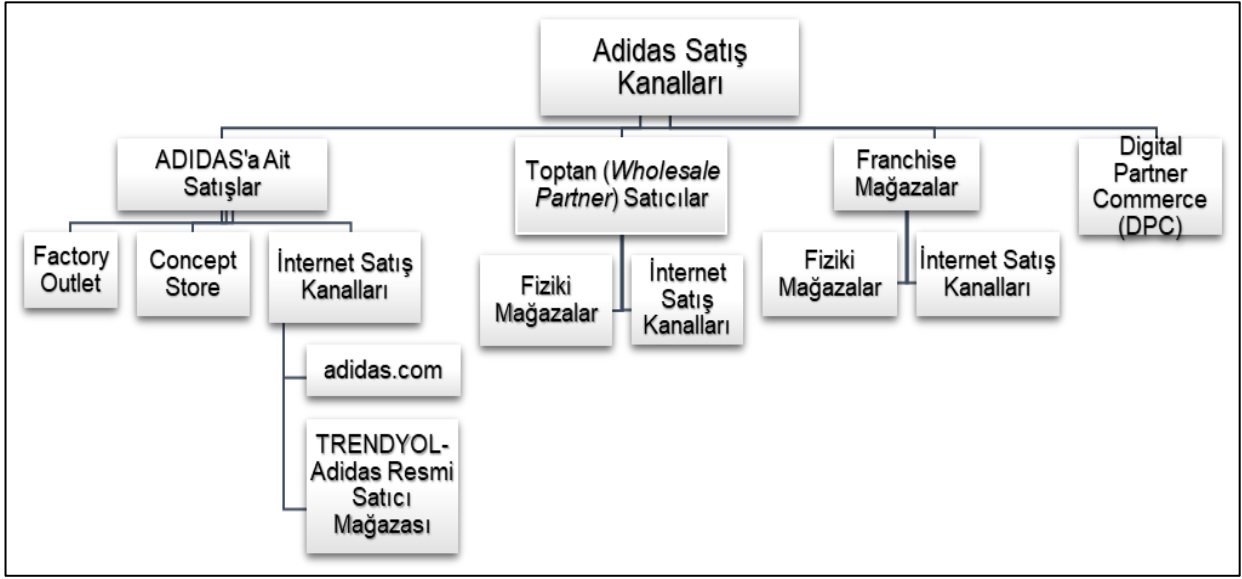 Adidas Satış
Kanalları
ADIDAS'a Ait
Satışlar
Factory
Outlet
Concept
Store
İnternet Satış
Kanalları
adidas.com
TRENDYOL-
Adidas Resmi
Satıcı
Mağazası
Toptan (Wholesale
Partner) Satıcılar
Fiziki
Mağazalar
İnternet
Satış
Kanalları
Franchise
Mağazalar
Fiziki
Mağazalar
İnternet Satış
Kanalları
Digital
Partner
Commerce
(DPC)